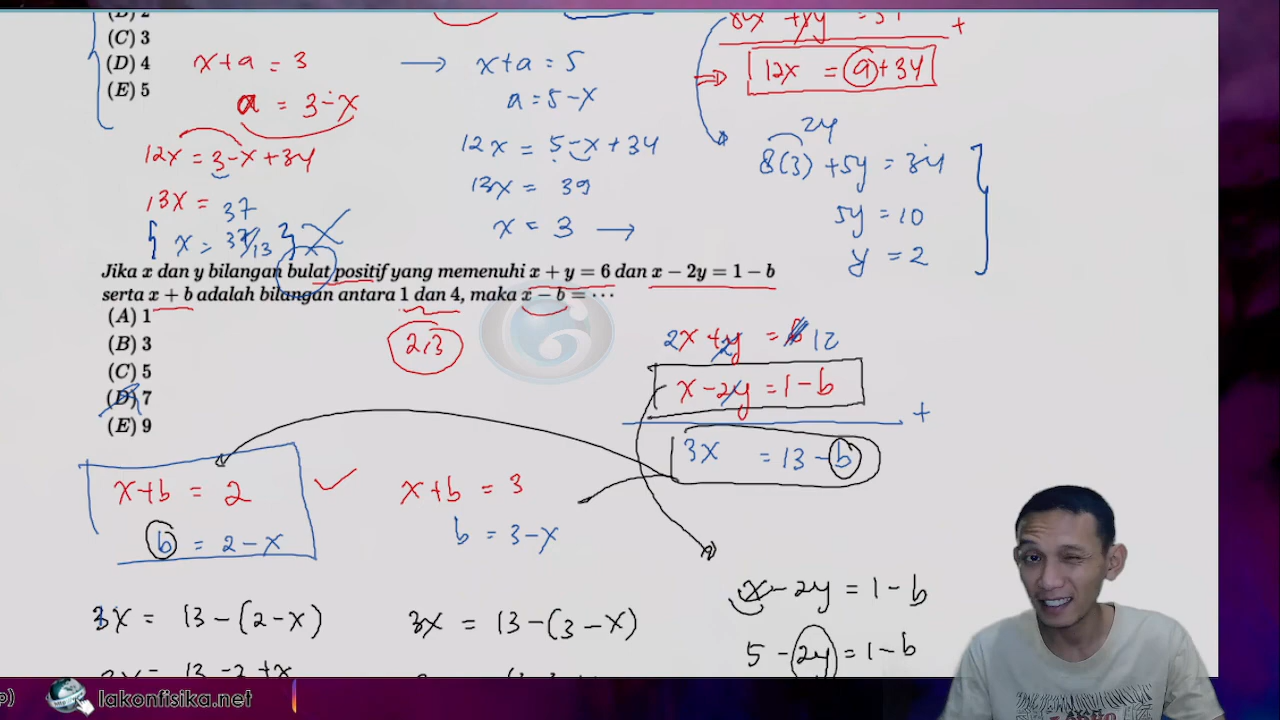 (C) 3
(D) 4
(E) 5
x+a = 3
a = 3-x
12x = 3-x+34
13x = 37
x = 37/13
x+a = 5
a = 5-x
12x = 5-x+34
13x = 39
x = 3
+
12x = a+34
24
8(3) +5y = 34
5y = 10
y = 2
Jika x dan y bilangan bulat positif yang memenuhi x + y = 6 dan x − 2y = 1 − b
serta x + b adalah bilangan antara 1 dan 4, maka x − b = ⋯
(A) 1
(B) 3
(C) 5
(D) 7
(E) 9
2,3
2x + 2y = 12
x - 2y = 1 - b
+
3x = 13 - b
x+b = 2
b = 2-x
x+b = 3
b = 3-x
3x = 13-(2-x)
3x = 13-(3-x)
x-2y = 1-b
5-2y = 1-b
lakonfisika.net